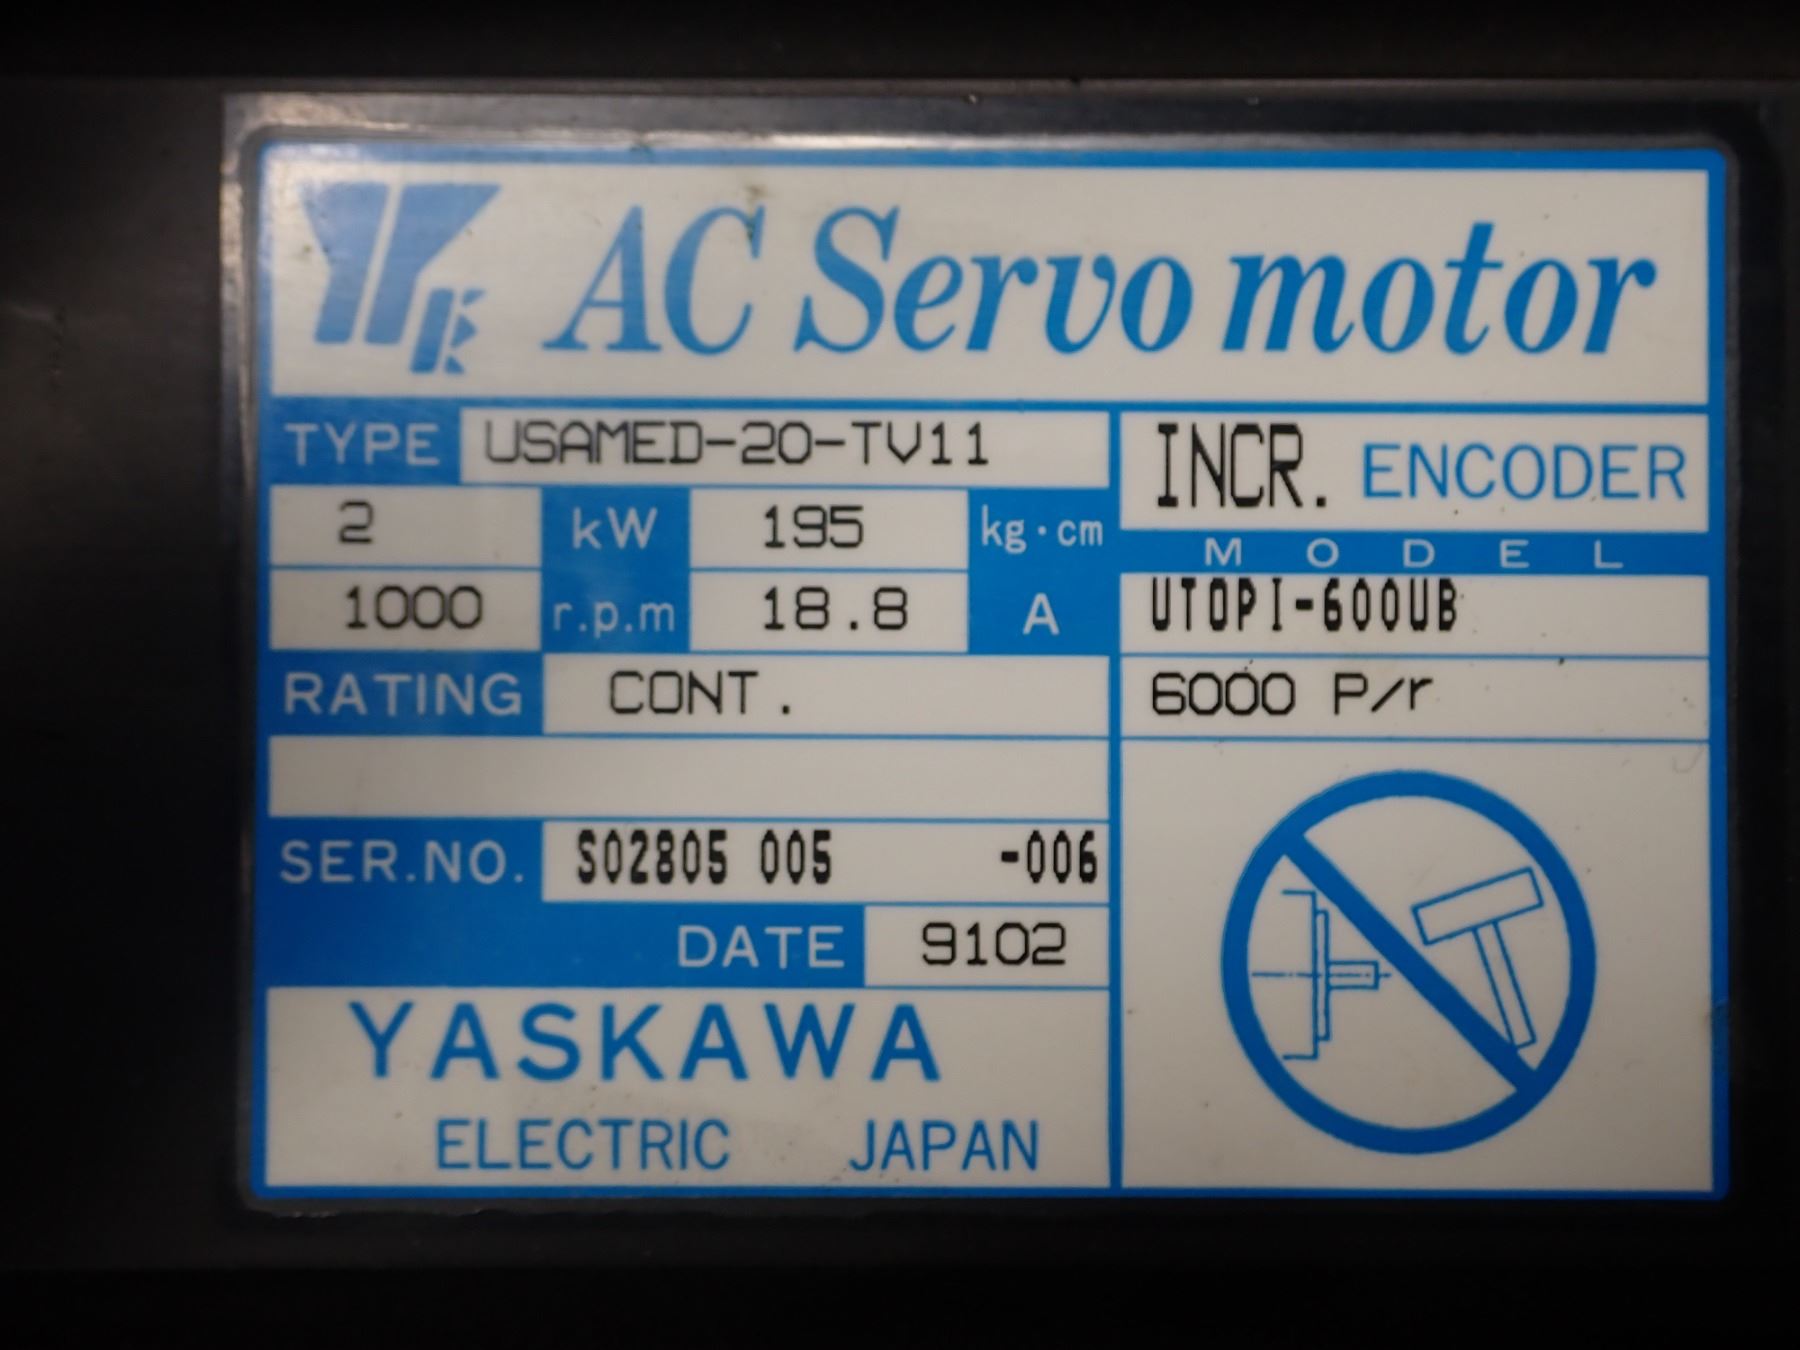 AC Servo motor
TYPE USAMED-20-TV11
2 kW 195 kg·cm
1000 r.p.m 18.8 A
RATING CONT.
SER.NO. S02805 005 -006
DATE 9102
YASKAWA
ELECTRIC JAPAN
INCR. ENCODER
MODEL
UTOPI-600UB
6000 P/r